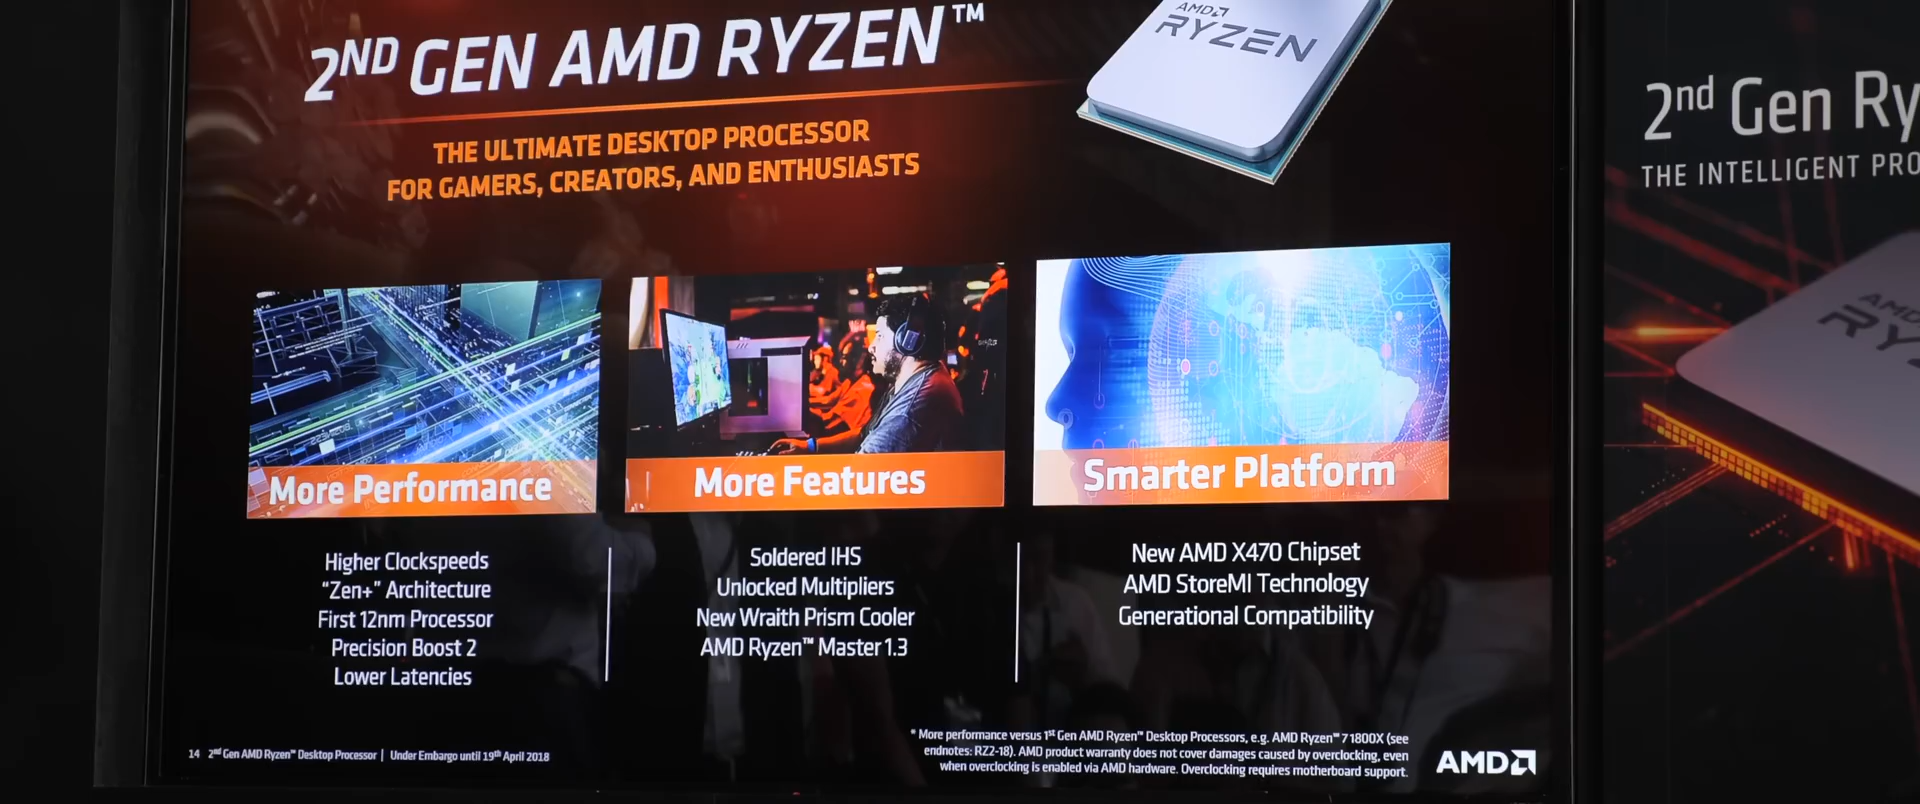 2ND GEN AMD RYZEN™
AMD
RYZEN
THE ULTIMATE DESKTOP PROCESSOR
FOR GAMERS, CREATORS, AND ENTHUSIASTS
More Performance
Higher Clockspeeds
“Zen+” Architecture
First 12nm Processor
Precision Boost 2
Lower Latencies
More Features
Soldered IHS
Unlocked Multipliers
New Wraith Prism Cooler
AMD Ryzen™ Master 1.3
Smarter Platform
New AMD X470 Chipset
AMD StoreMI Technology
Generational Compatibility
14 2nd Gen AMD Ryzen™ Desktop Processor | Under Embargo until 19th April 2018
* More performance versus 1st Gen AMD Ryzen™ Desktop Processors, e.g. AMD Ryzen™ 7 1800X (see
endnotes: RZ2-18). AMD product warranty does not cover damages caused by overclocking, even
when overclocking is enabled via AMD hardware. Overclocking requires motherboard support.
AMD
2nd Gen Ry
THE INTELLIGENT PRO
AMD
RYZ